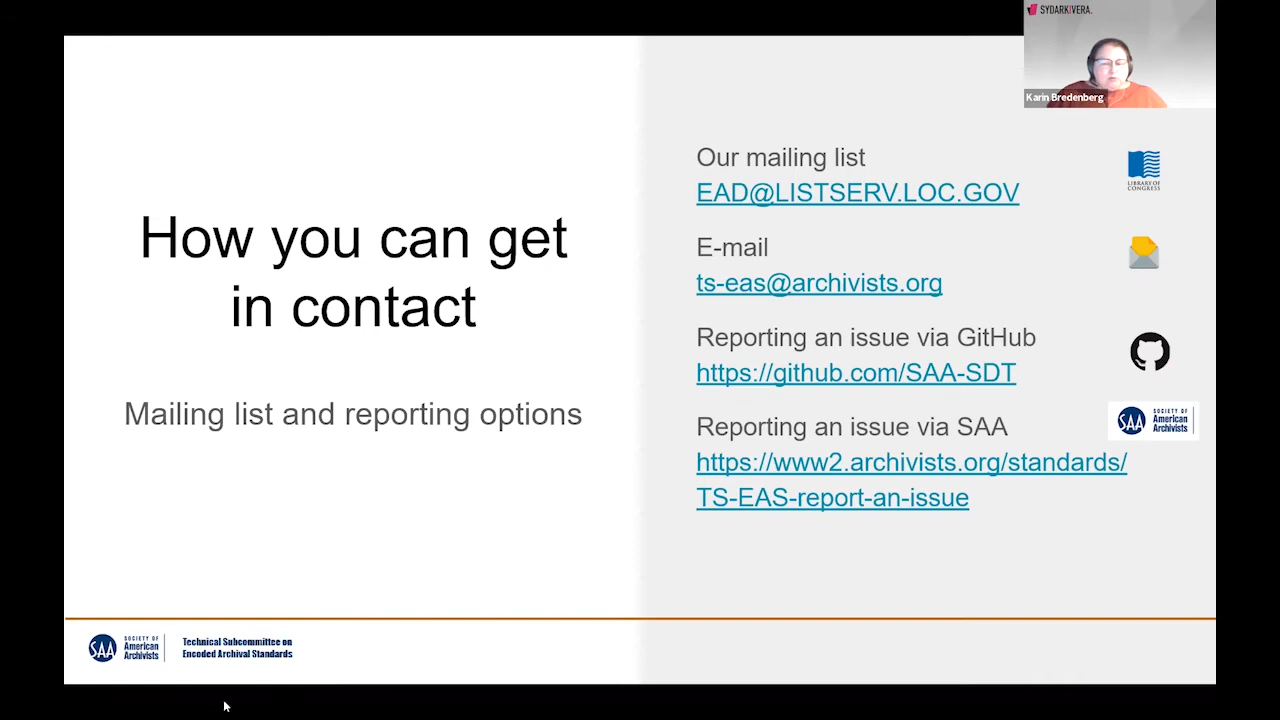 SYDARKIVERA.
Karin Bredenberg
How you can get
in contact
Mailing list and reporting options
Our mailing list
EAD@LISTSERV.LOC.GOV
LIBRARY OF
CONGRESS
E-mail
ts-eas@archivists.org
Reporting an issue via GitHub
https://github.com/SAA-SDT
Reporting an issue via SAA
https://www2.archivists.org/standards/
TS-EAS-report-an-issue
SAA
SOCIETY OF
American
Archivists
SAA
SOCIETY OF
American
Archivists
Technical Subcommittee on
Encoded Archival Standards